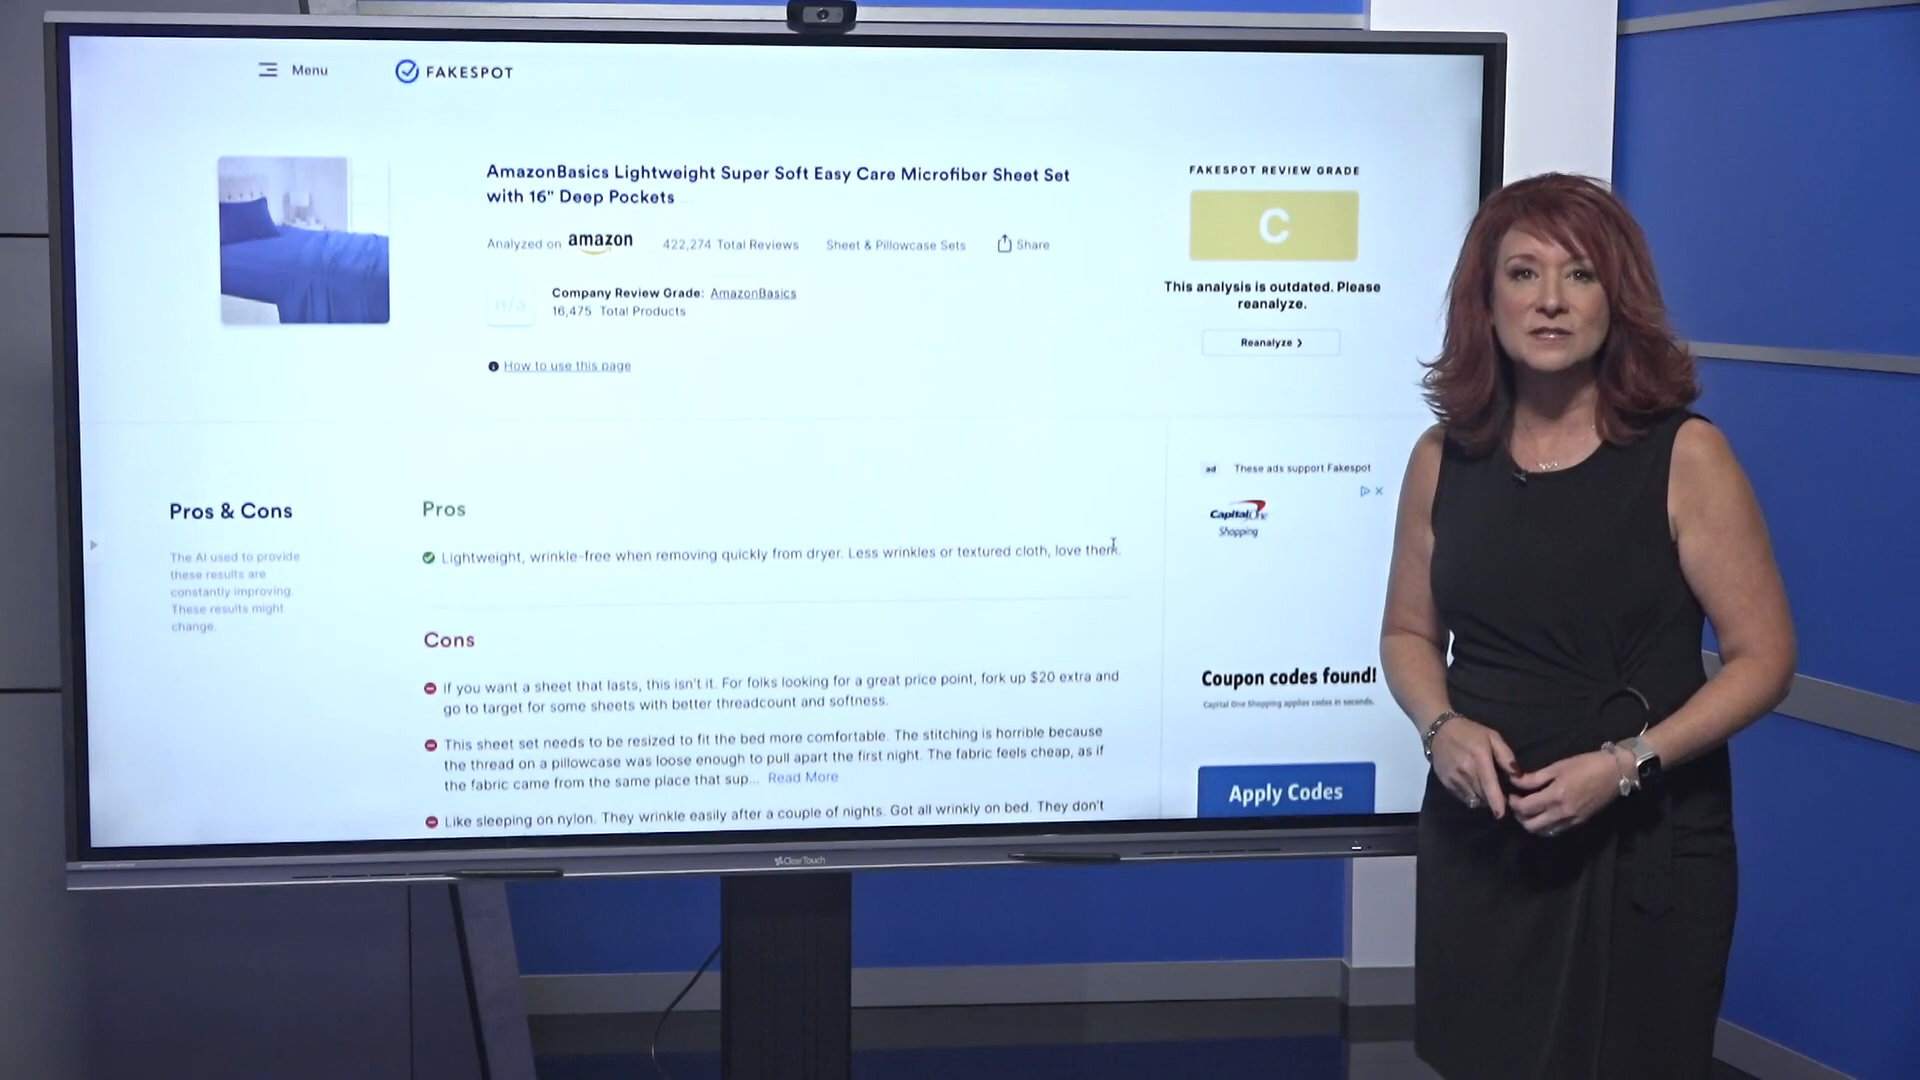 Menu
FAKESPOT
AmazonBasics Lightweight Super Soft Easy Care Microfiber Sheet Set
with 16" Deep Pockets
Analyzed on amazon
422,274 Total Reviews
Sheet & Pillowcase Sets
Share
n/a
Company Review Grade: AmazonBasics
16,475 Total Products
How to use this page
FAKESPOT REVIEW GRADE
C
This analysis is outdated. Please
reanalyze.
Reanalyze >
Pros & Cons
The AI used to provide
these results are
constantly improving
These results might
change.
Pros
Lightweight, wrinkle-free when removing quickly from dryer. Less wrinkles or textured cloth, love them.
Cons
If you want a sheet that lasts, this isn't it. For folks looking for a great price point, fork up $20 extra and
go to target for some sheets with better threadcount and softness.
This sheet set needs to be resized to fit the bed more comfortable. The stitching is horrible because
the thread on a pillowcase was loose enough to pull apart the first night. The fabric feels cheap, as if
the fabric came from the same place that sup... Read More
Like sleeping on nylon. They wrinkle easily after a couple of nights. Got all wrinkly on bed. They don't
ad These ads support Fakespot
Capital One
Shopping
Coupon codes found!
Capital One Shopping applies codes in seconds.
Apply Codes
ClearTouch